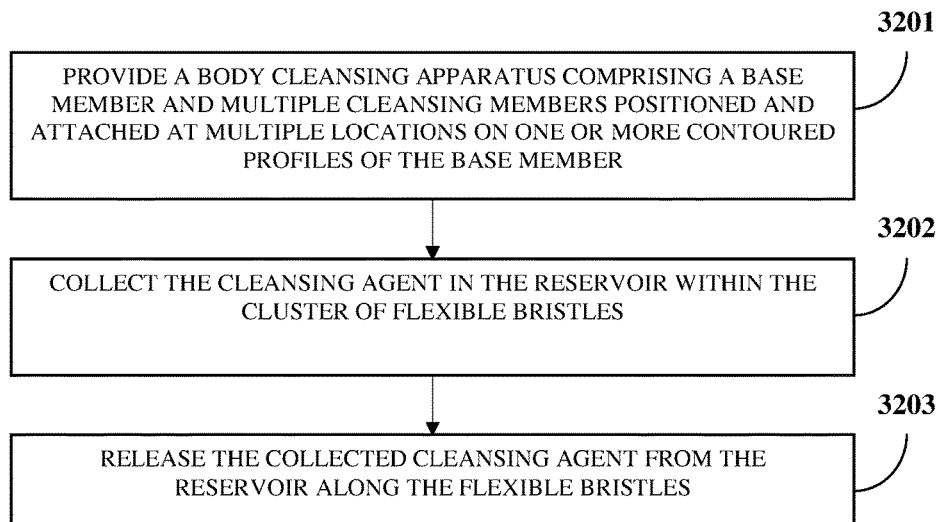 3201
PROVIDE A BODY CLEANSING APPARATUS COMPRISING A BASE
MEMBER AND MULTIPLE CLEANSING MEMBERS POSITIONED AND
ATTACHED AT MULTIPLE LOCATIONS ON ONE OR MORE CONTOURED
PROFILES OF THE BASE MEMBER
3202
COLLECT THE CLEANSING AGENT IN THE RESERVOIR WITHIN THE
CLUSTER OF FLEXIBLE BRISTLES
3203
RELEASE THE COLLECTED CLEANSING AGENT FROM THE
RESERVOIR ALONG THE FLEXIBLE BRISTLES